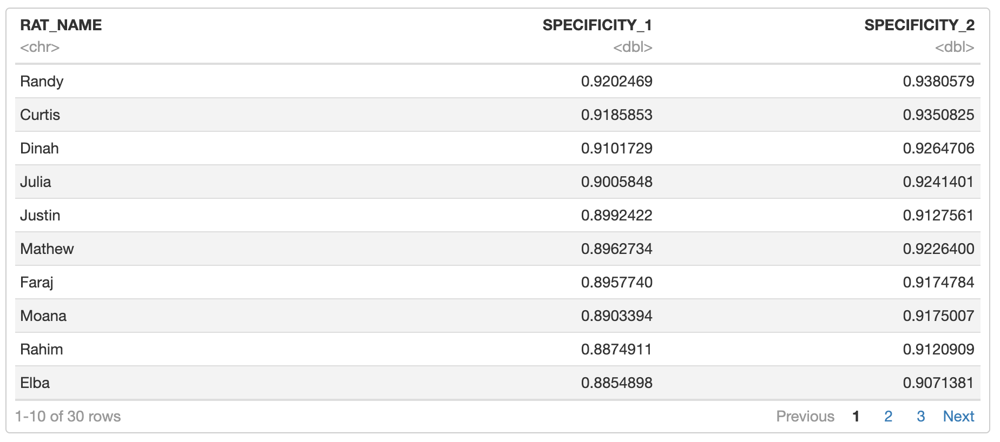 RAT_NAME SPECIFICITY_1 SPECIFICITY_2
<chr> <dbl> <dbl>
Randy 0.9202469 0.9380579
Curtis 0.9185853 0.9350825
Dinah 0.9101729 0.9264706
Julia 0.9005848 0.9241401
Justin 0.8992422 0.9127561
Mathew 0.8962734 0.9226400
Faraj 0.8957740 0.9174784
Moana 0.8903394 0.9175007
Rahim 0.8874911 0.9120909
Elba 0.8854898 0.9071381
1-10 of 30 rows Previous 1 2 3 Next